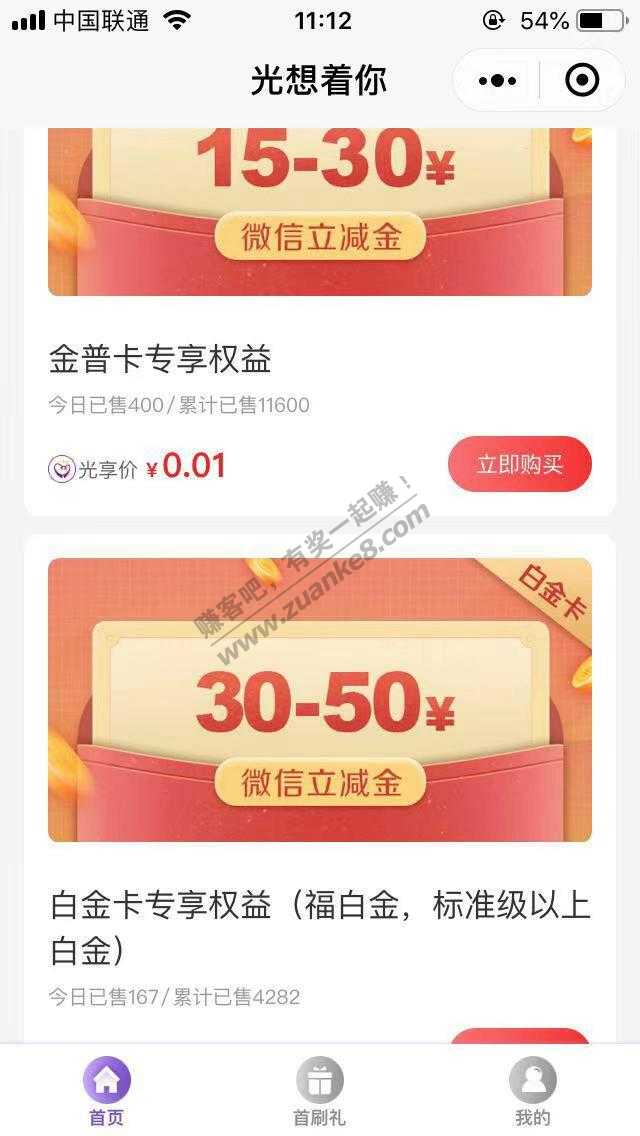 中国联通
11:12
54%
光想着你
15-30¥
微信立减金
金普卡专享权益
今日已售400/累计已售11600
光享价 ¥0.01
立即购买
赚客吧，有奖一起赚！
www.zuanke8.com
白金卡
30-50¥
微信立减金
白金卡专享权益（福白金，标准级以上
白金）
今日已售167/累计已售4282
首页
首刷礼
我的